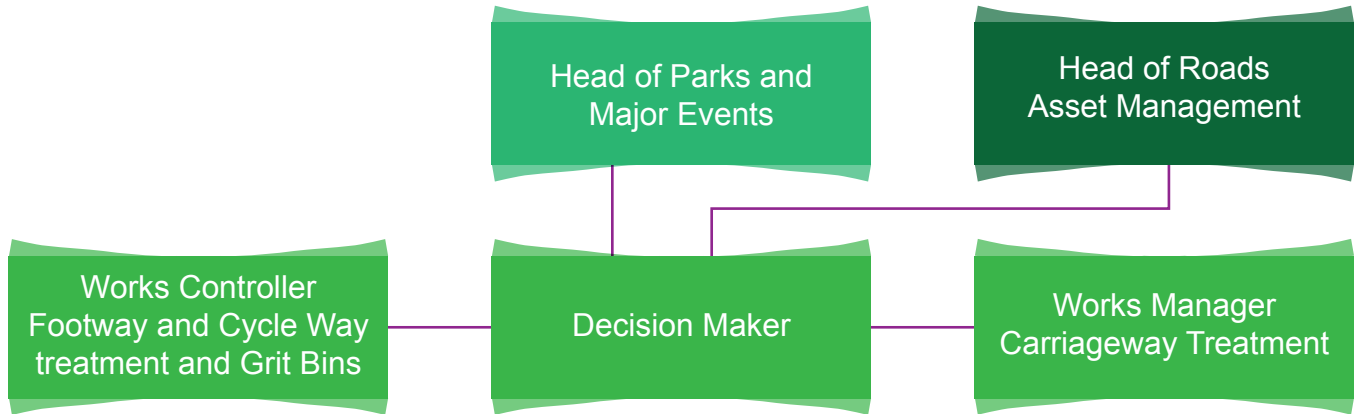 Head of Parks and
Major Events
Head of Roads
Asset Management
Works Controller
Footway and Cycle Way
treatment and Grit Bins
Decision Maker
Works Manager
Carriageway Treatment